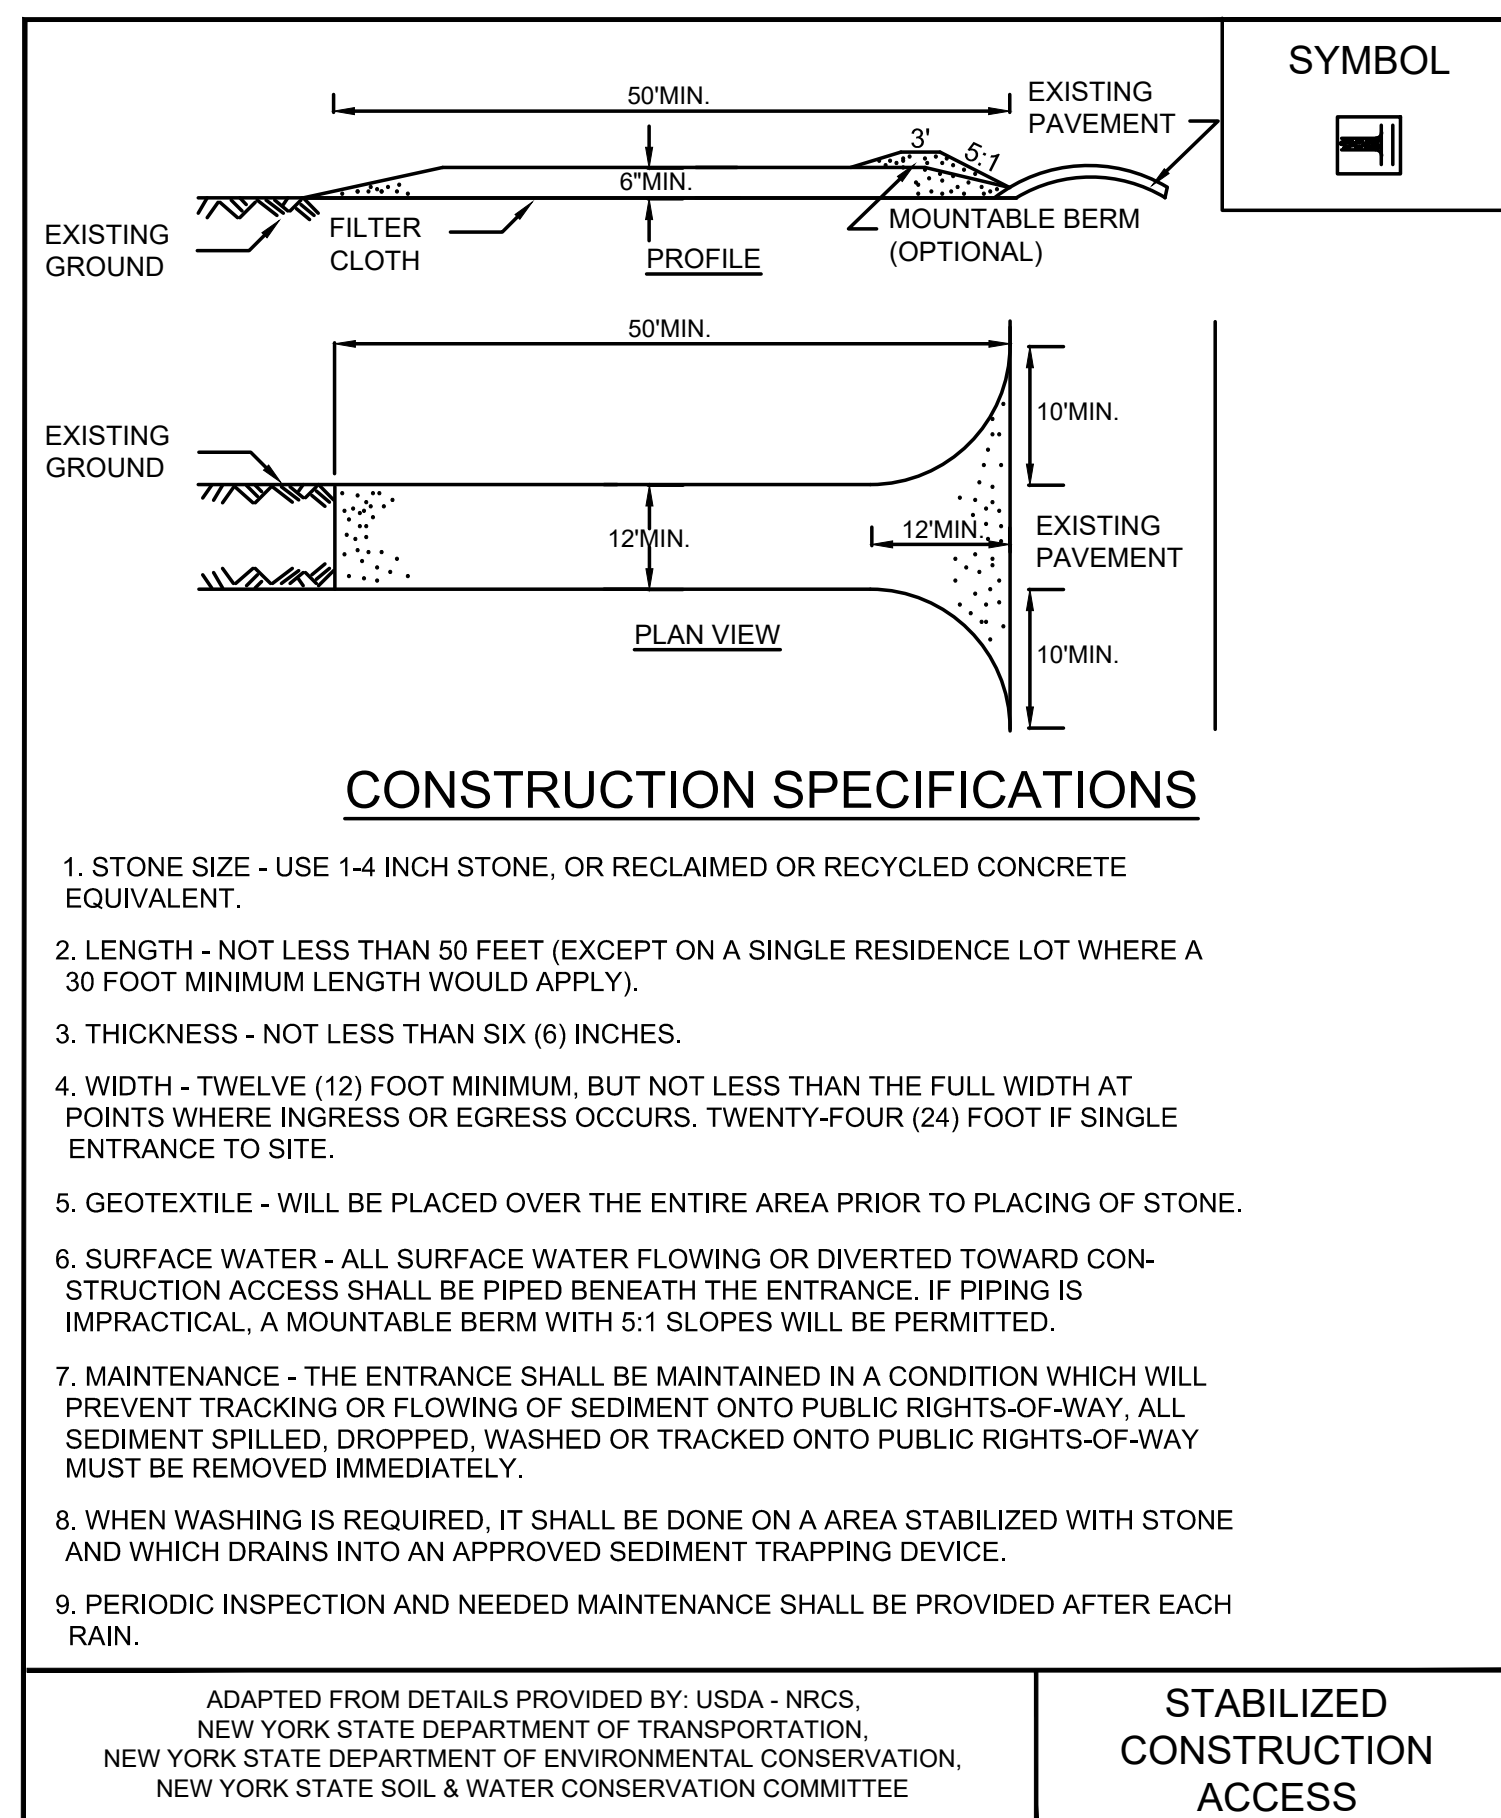 SYMBOL
50'MIN.
EXISTING
PAVEMENT
3'
5:1
6"MIN.
EXISTING
GROUND
FILTER
CLOTH
PROFILE
MOUNTABLE BERM
(OPTIONAL)
50'MIN.
10'MIN.
EXISTING
GROUND
12'MIN.
12'MIN.
EXISTING
PAVEMENT
PLAN VIEW
10'MIN.
CONSTRUCTION SPECIFICATIONS
1. STONE SIZE - USE 1-4 INCH STONE, OR RECLAIMED OR RECYCLED CONCRETE
EQUIVALENT.
2. LENGTH - NOT LESS THAN 50 FEET (EXCEPT ON A SINGLE RESIDENCE LOT WHERE A
30 FOOT MINIMUM LENGTH WOULD APPLY).
3. THICKNESS - NOT LESS THAN SIX (6) INCHES.
4. WIDTH - TWELVE (12) FOOT MINIMUM, BUT NOT LESS THAN THE FULL WIDTH AT
POINTS WHERE INGRESS OR EGRESS OCCURS. TWENTY-FOUR (24) FOOT IF SINGLE
ENTRANCE TO SITE.
5. GEOTEXTILE - WILL BE PLACED OVER THE ENTIRE AREA PRIOR TO PLACING OF STONE.
6. SURFACE WATER - ALL SURFACE WATER FLOWING OR DIVERTED TOWARD CON-
STRUCTION ACCESS SHALL BE PIPED BENEATH THE ENTRANCE. IF PIPING IS
IMPRACTICAL, A MOUNTABLE BERM WITH 5:1 SLOPES WILL BE PERMITTED.
7. MAINTENANCE - THE ENTRANCE SHALL BE MAINTAINED IN A CONDITION WHICH WILL
PREVENT TRACKING OR FLOWING OF SEDIMENT ONTO PUBLIC RIGHTS-OF-WAY, ALL
SEDIMENT SPILLED, DROPPED, WASHED OR TRACKED ONTO PUBLIC RIGHTS-OF-WAY
MUST BE REMOVED IMMEDIATELY.
8. WHEN WASHING IS REQUIRED, IT SHALL BE DONE ON A AREA STABILIZED WITH STONE
AND WHICH DRAINS INTO AN APPROVED SEDIMENT TRAPPING DEVICE.
9. PERIODIC INSPECTION AND NEEDED MAINTENANCE SHALL BE PROVIDED AFTER EACH
RAIN.
ADAPTED FROM DETAILS PROVIDED BY: USDA - NRCS,
NEW YORK STATE DEPARTMENT OF TRANSPORTATION,
NEW YORK STATE DEPARTMENT OF ENVIRONMENTAL CONSERVATION,
NEW YORK STATE SOIL & WATER CONSERVATION COMMITTEE
STABILIZED
CONSTRUCTION
ACCESS